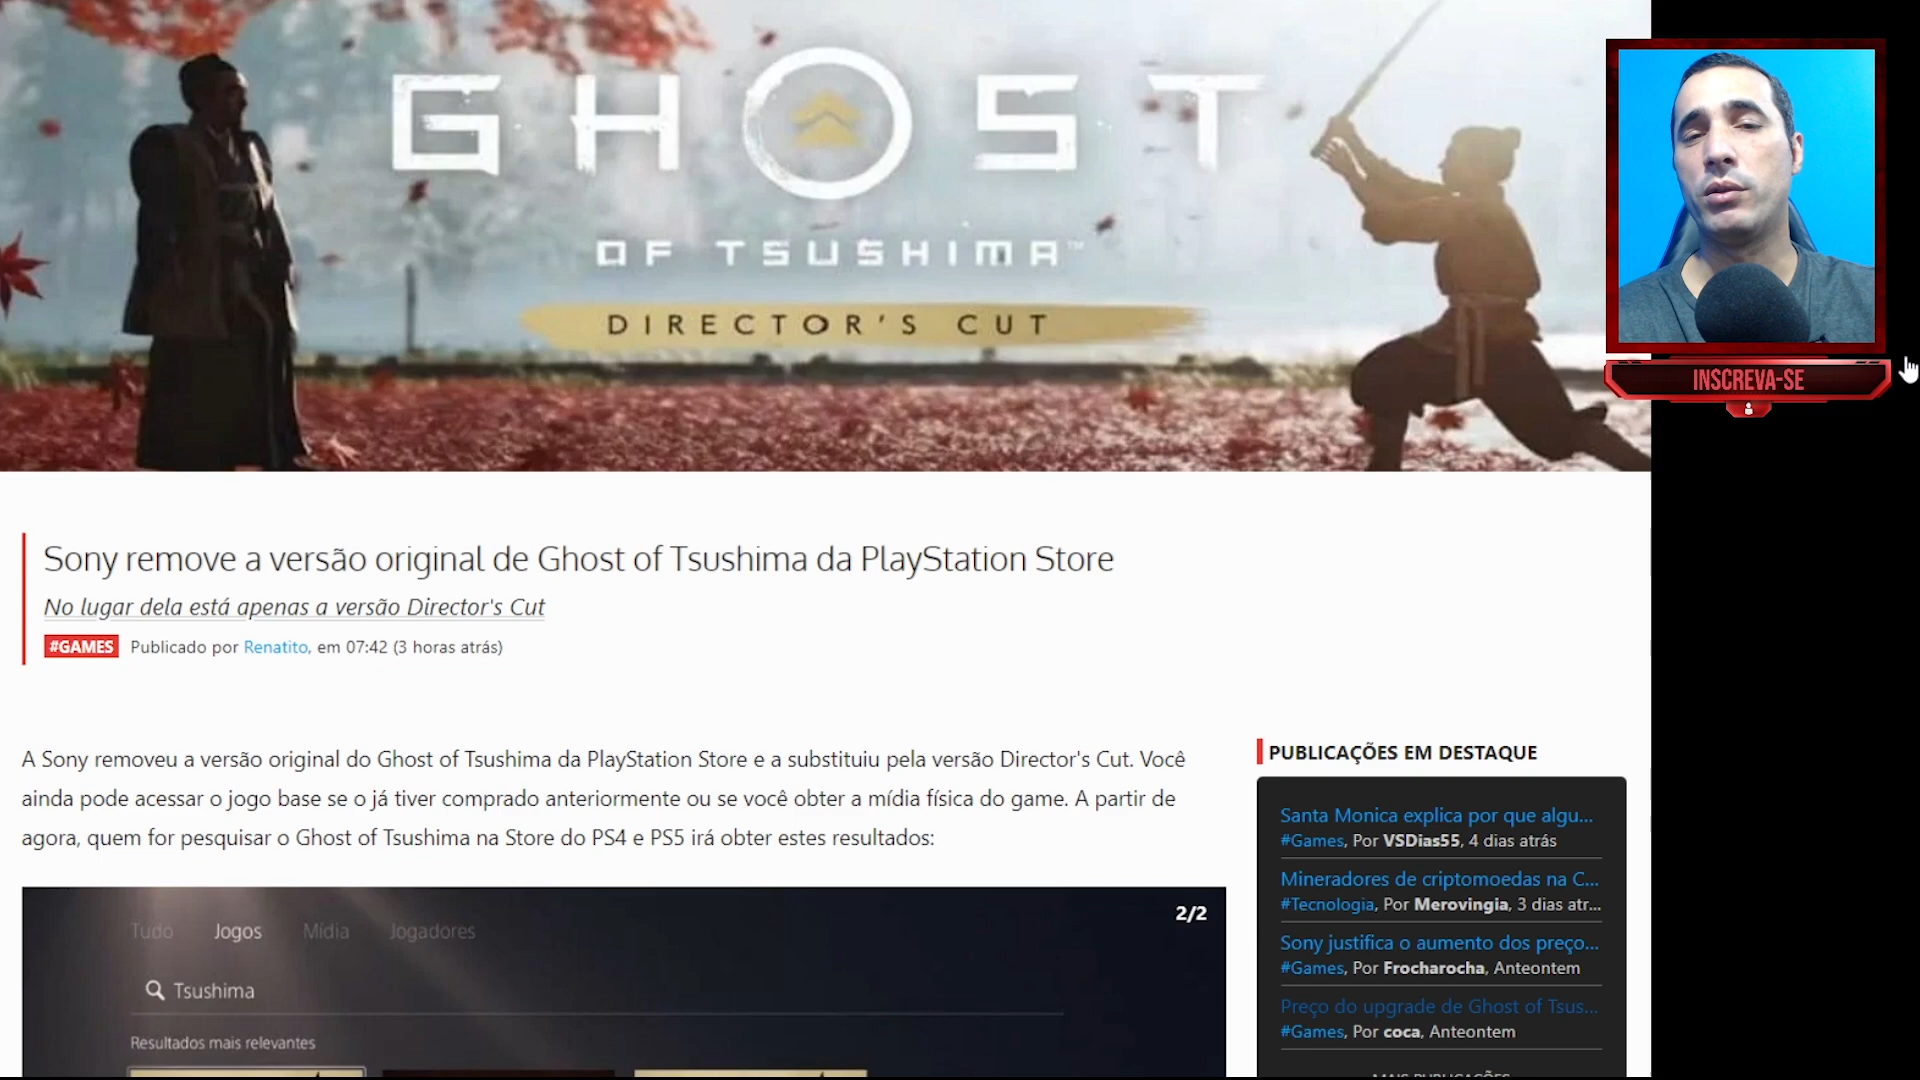 GHOST
OF TSUSHIMA™
DIRECTOR'S CUT
INSCREVA-SE
Sony remove a versão original de Ghost of Tsushima da PlayStation Store
No lugar dela está apenas a versão Director's Cut
#GAMES Publicado por Renatito, em 07:42 (3 horas atrás)
A Sony removeu a versão original do Ghost of Tsushima da PlayStation Store e a substituiu pela versão Director's Cut. Você
ainda pode acessar o jogo base se o já tiver comprado anteriormente ou se você obter a mídia física do game. A partir de
agora, quem for pesquisar o Ghost of Tsushima na Store do PS4 e PS5 irá obter estes resultados:
2/2
Tudo Jogos Mídia Jogadores
Tsushima
Resultados mais relevantes
PUBLICAÇÕES EM DESTAQUE
Santa Monica explica por que algu...
#Games, Por VSDias55, 4 dias atrás
Mineradores de criptomoedas na C...
#Tecnologia, Por Merovingia, 3 dias atr...
Sony justifica o aumento dos preço...
#Games, Por Frocharocha, Anteontem
Preço do upgrade de Ghost of Tsus...
#Games, Por coca, Anteontem
MAIS PUBLICAÇÕES